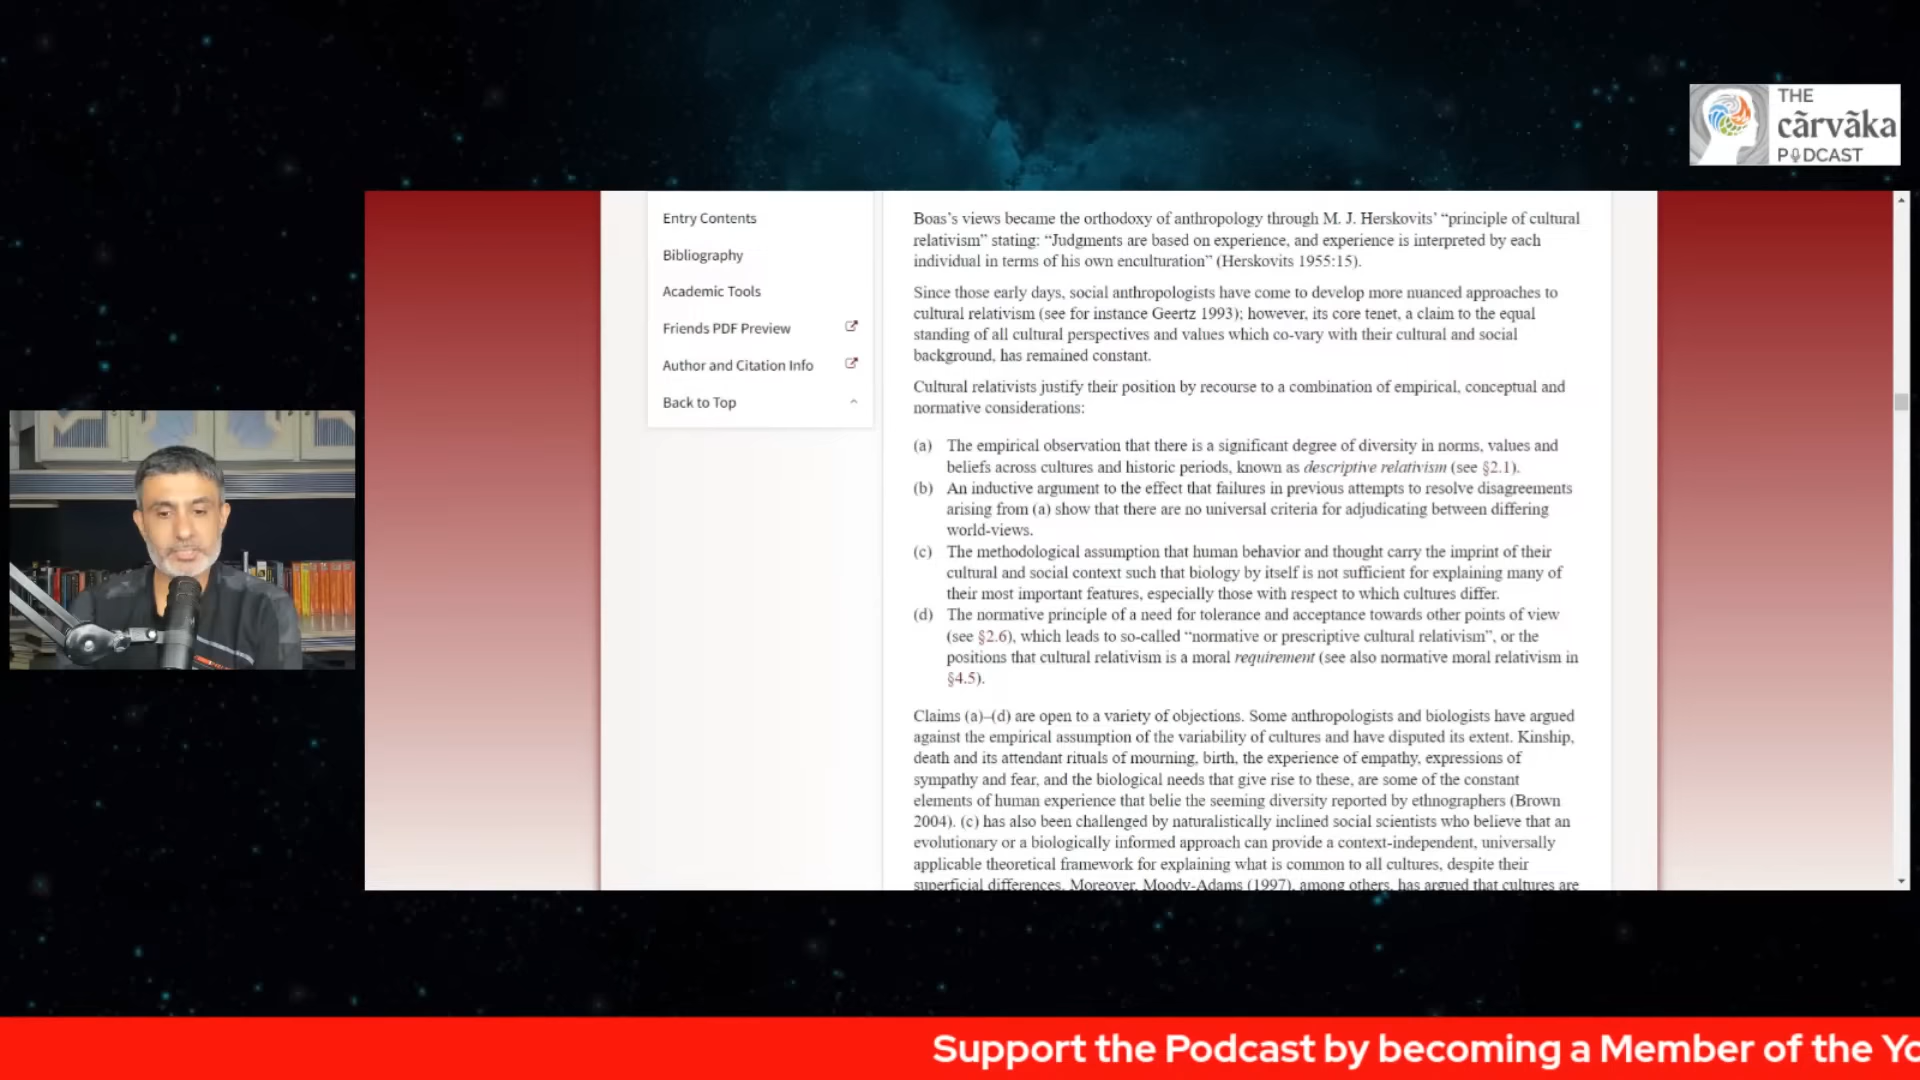 THE
cārvāka
PODCAST
Entry Contents
Bibliography
Academic Tools
Friends PDF Preview
Author and Citation Info
Back to Top
Boas’s views became the orthodoxy of anthropology through M. J. Herskovits’ “principle of cultural
relativism” stating: “Judgments are based on experience, and experience is interpreted by each
individual in terms of his own enculturation” (Herskovits 1955:15).
Since those early days, social anthropologists have come to develop more nuanced approaches to
cultural relativism (see for instance Geertz 1993); however, its core tenet, a claim to the equal
standing of all cultural perspectives and values which co-vary with their cultural and social
background, has remained constant.
Cultural relativists justify their position by recourse to a combination of empirical, conceptual and
normative considerations:
(a) The empirical observation that there is a significant degree of diversity in norms, values and
beliefs across cultures and historic periods, known as descriptive relativism (see §2.1).
(b) An inductive argument to the effect that failures in previous attempts to resolve disagreements
arising from (a) show that there are no universal criteria for adjudicating between differing
world-views.
(c) The methodological assumption that human behavior and thought carry the imprint of their
cultural and social context such that biology by itself is not sufficient for explaining many of
their most important features, especially those with respect to which cultures differ.
(d) The normative principle of a need for tolerance and acceptance towards other points of view
(see §2.6), which leads to so-called “normative or prescriptive cultural relativism”, or the
positions that cultural relativism is a moral requirement (see also normative moral relativism in
§4.5).
Claims (a)–(d) are open to a variety of objections. Some anthropologists and biologists have argued
against the empirical assumption of the variability of cultures and have disputed its extent. Kinship,
death and its attendant rituals of mourning, birth, the experience of empathy, expressions of
sympathy and fear, and the biological needs that give rise to these, are some of the constant
elements of human experience that belie the seeming diversity reported by ethnographers (Brown
2004). (c) has also been challenged by naturalistically inclined social scientists who believe that an
evolutionary or a biologically informed approach can provide a context-independent, universally
applicable theoretical framework for explaining what is common to all cultures, despite their
superficial differences. Moreover, Moody-Adams (1997), among others, has argued that cultures are
Support the Podcast by becoming a Member of the Yo